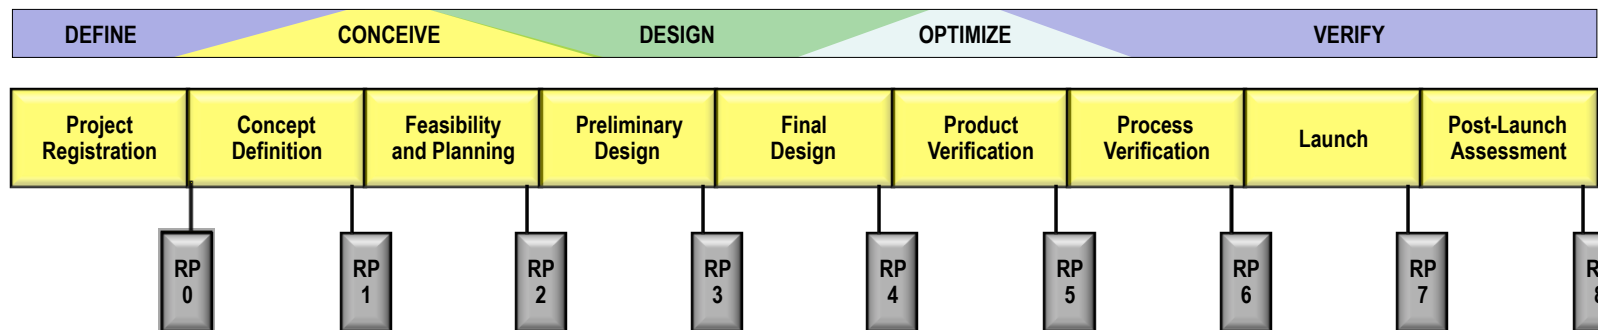 DEFINE
CONCEIVE
DESIGN
OPTIMIZE
VERIFY
Project
Registration
Concept
Definition
Feasibility
and Planning
Preliminary
Design
Final
Design
Product
Verification
Process
Verification
Launch
Post-Launch
Assessment
RP
0
RP
1
RP
2
RP
3
RP
4
RP
5
RP
6
RP
7